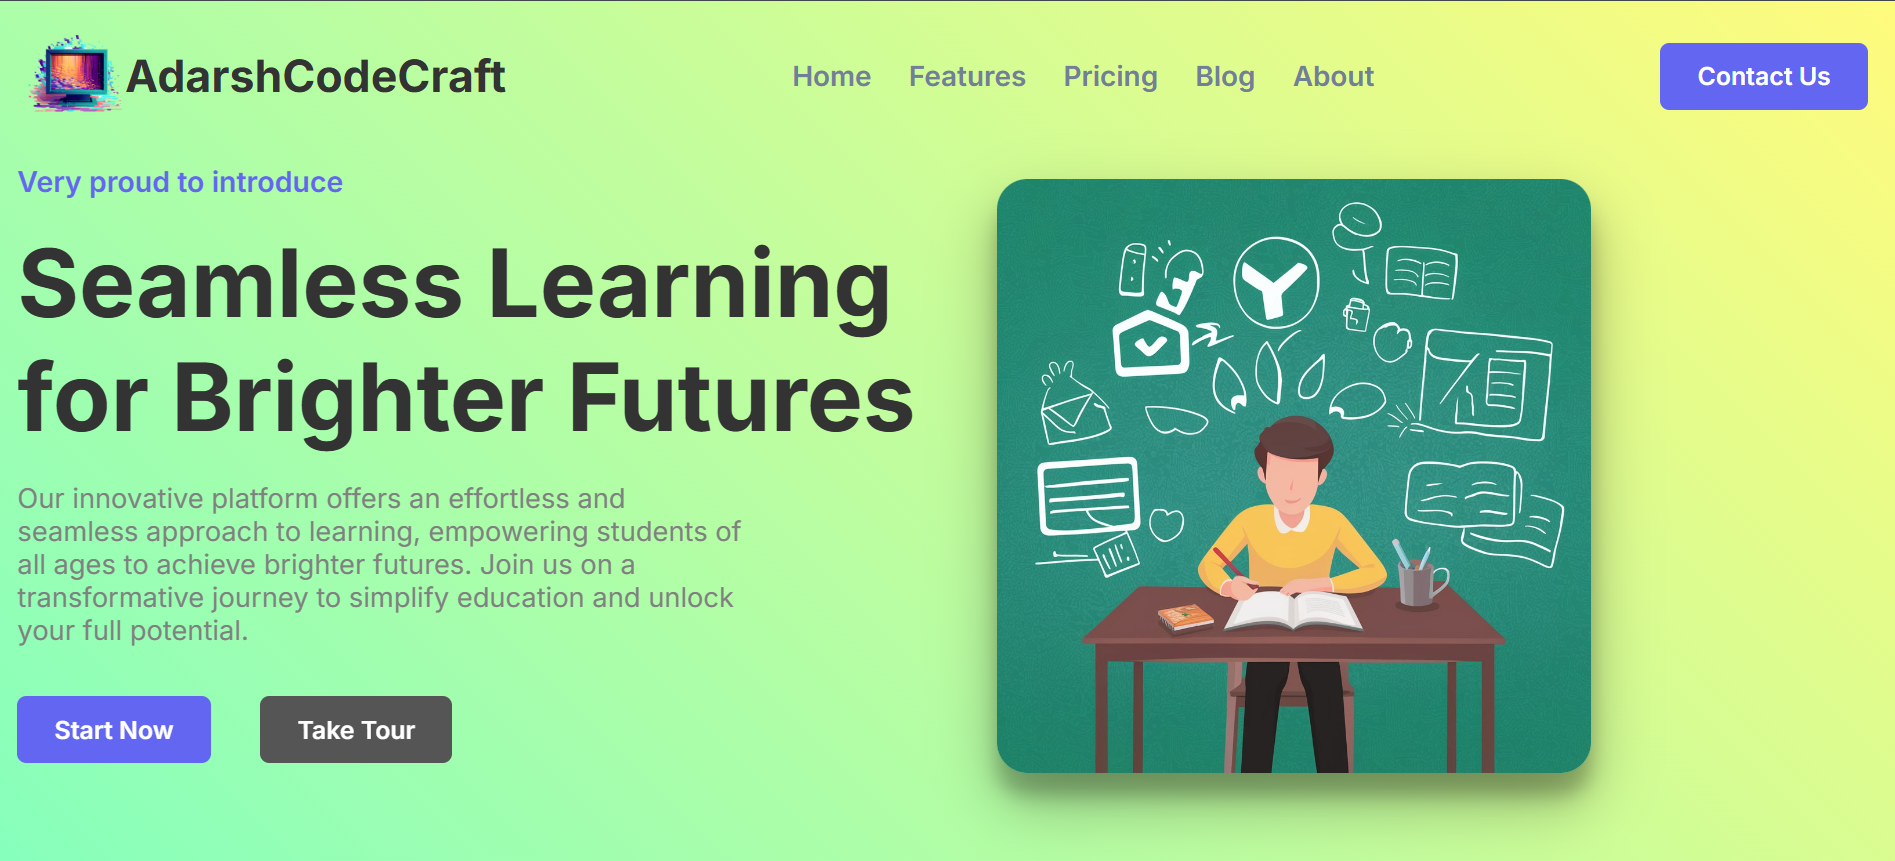 AdarshCodeCraft
Home Features Pricing Blog About
Contact Us
Very proud to introduce
Seamless Learning
for Brighter Futures
Our innovative platform offers an effortless and
seamless approach to learning, empowering students of
all ages to achieve brighter futures. Join us on a
transformative journey to simplify education and unlock
your full potential.
Start Now
Take Tour